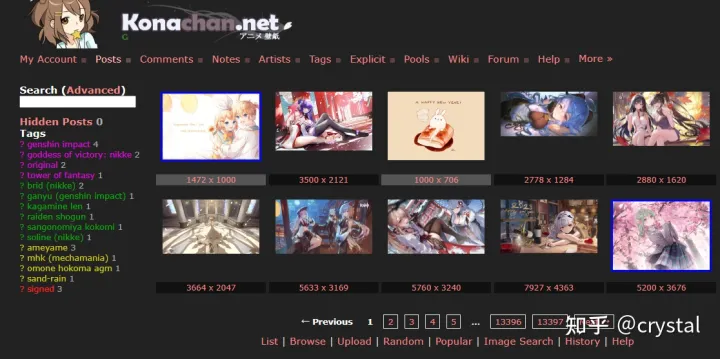 Konachan.net
G
アニメ壁紙
My Account Posts Comments Notes Artists Tags Explicit Pools Wiki Forum Help More »
Search (Advanced)
Hidden Posts 0
Tags
? genshin impact 4
? goddess of victory: nikke 2
? original 2
? tower of fantasy 1
? brid (nikke) 2
? ganyu (genshin impact) 1
? kagamine len 1
? raiden shogun 1
? sangonomiya kokomi 1
? soline (nikke) 1
? ameyame 3
? mhk (mechamania) 1
? omone hokoma agm 1
? sand-rain 1
? signed 3
A HAPPY NEW YEAR!
1472 x 1000 3500 x 2121 1000 x 706 2778 x 1284 2880 x 1620
3664 x 2047 5633 x 3169 5760 x 3240 7927 x 4363 5200 x 3676
← Previous 1 2 3 4 5 ... 13396 13397
知乎 @crystal
List | Browse | Upload | Random | Popular | Image Search | History | Help